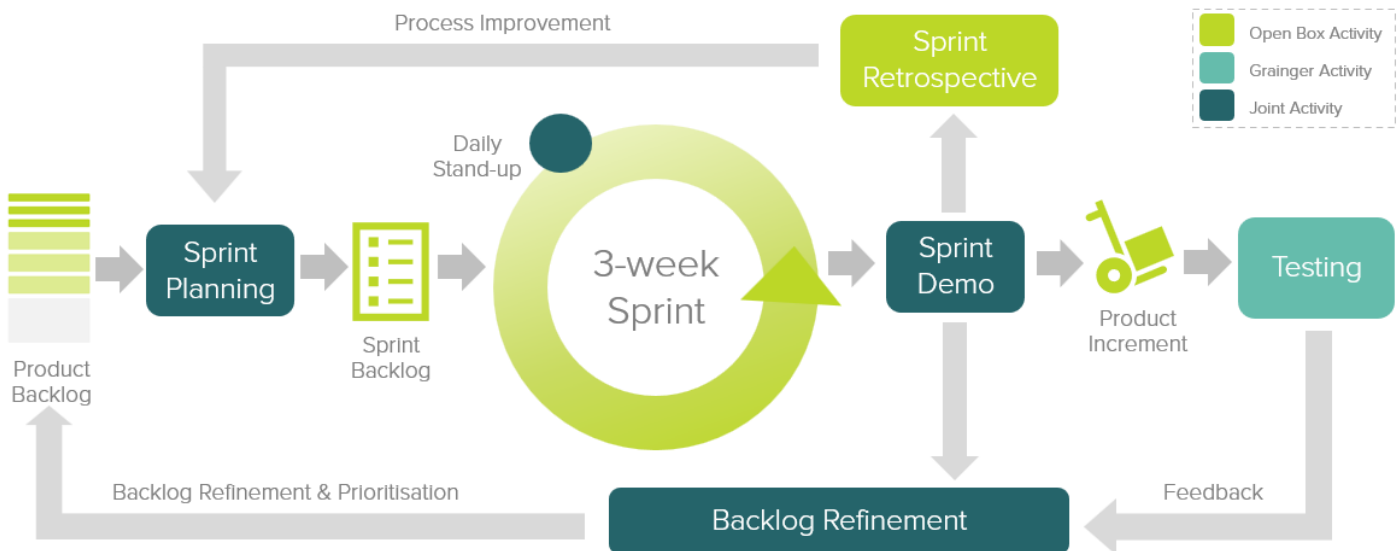 Process Improvement
Sprint
Retrospective
Open Box Activity
Grainger Activity
Joint Activity
Daily
Stand-up
Sprint
Planning
3-week
Sprint
Sprint
Demo
Testing
Product
Backlog
Sprint
Backlog
Product
Increment
Backlog Refinement & Prioritisation
Backlog Refinement
Feedback